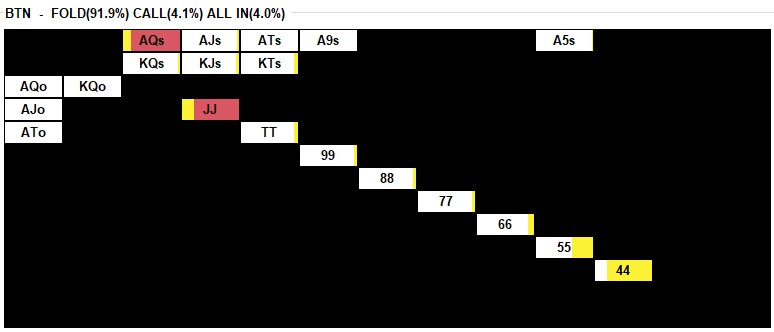 BTN - FOLD(91.9%) CALL(4.1%) ALL IN(4.0%)
AQs AJs ATs A9s A5s
KQs KJs KTs
AQo KQo
AJo JJ
ATo TT
99
88
77
66
55
44